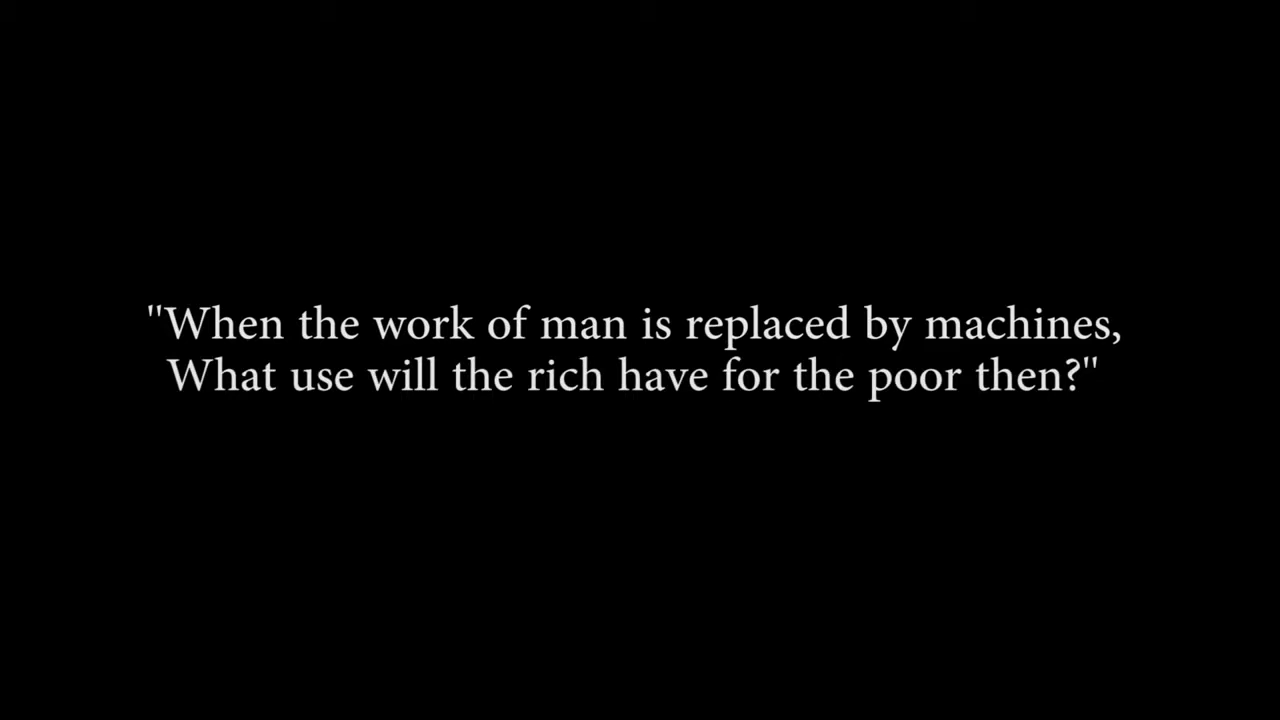 "When the work of man is replaced by machines,
What use will the rich have for the poor then?"